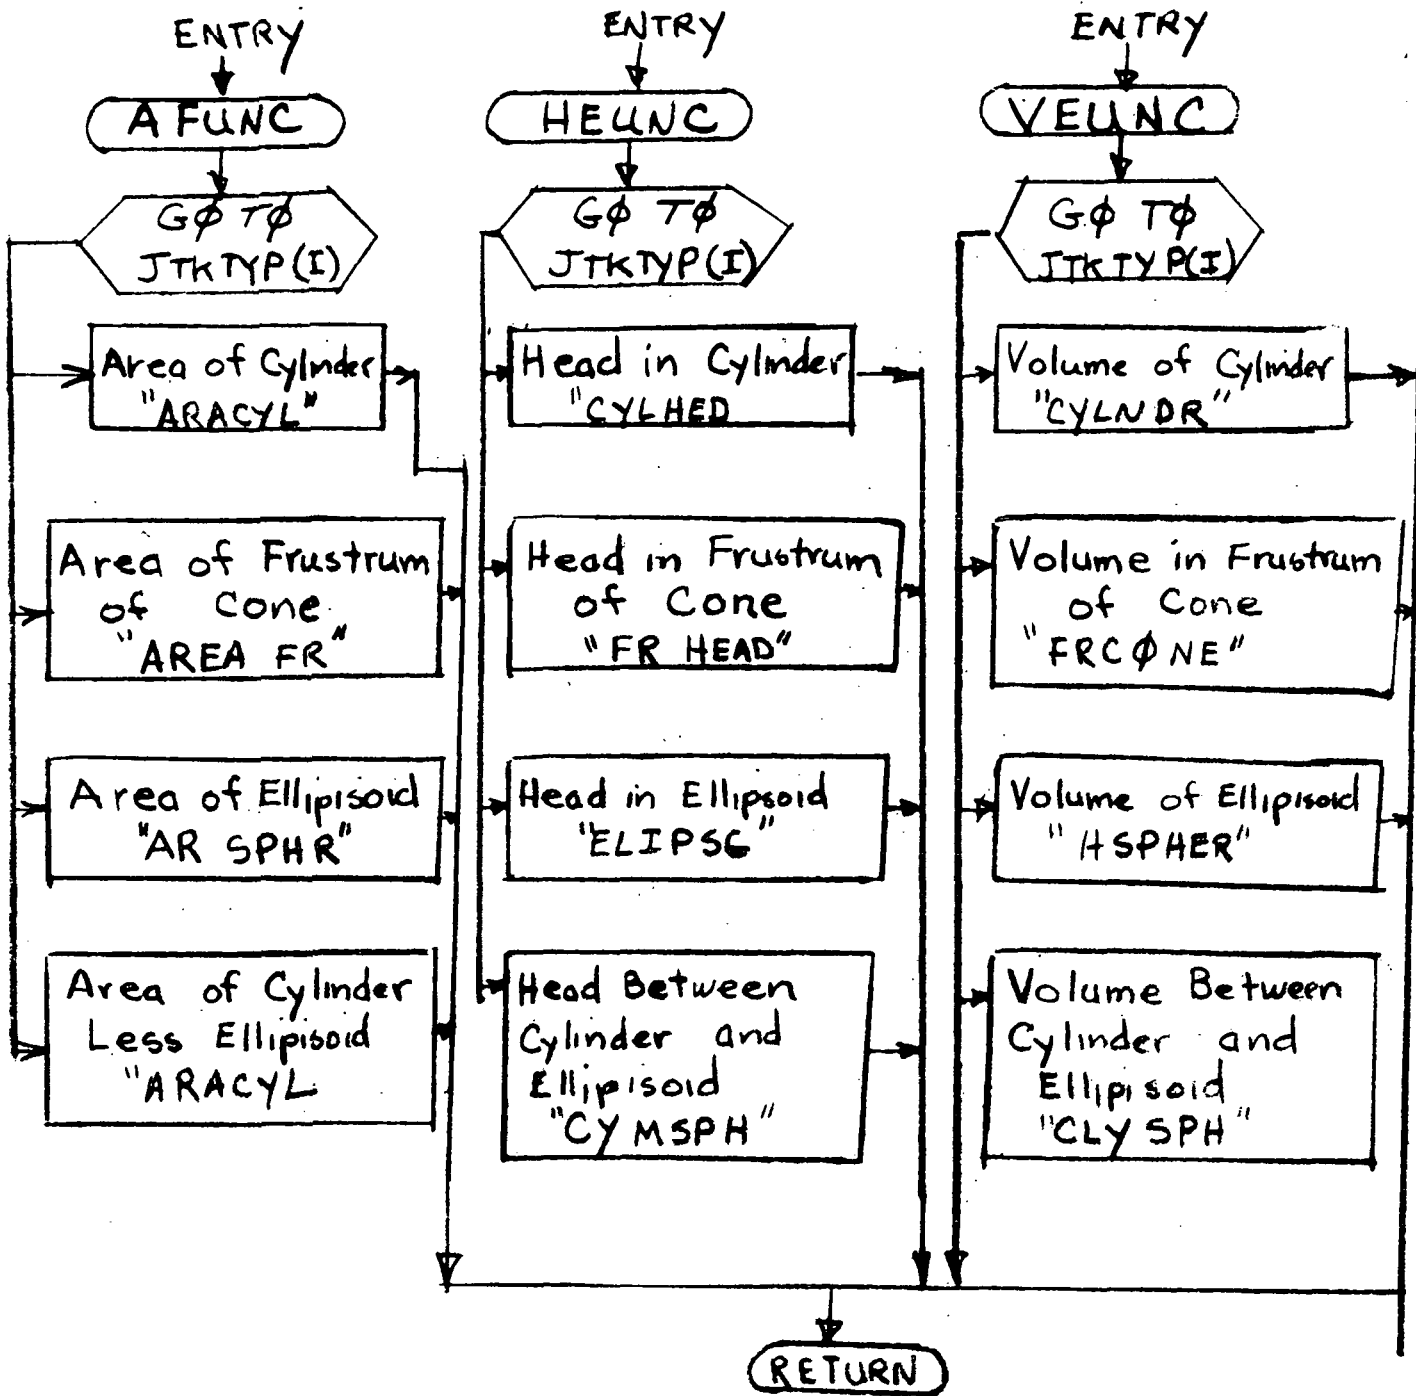 ENTRY
AFUNC
GØ TØ
JTKTYP(I)
Area of Cylinder
"ARACYL"
Area of Frustrum
of Cone
"AREA FR"
Area of Ellipisoid
"AR SPHR"
Area of Cylinder
Less Ellipisoid
"ARACYL
ENTRY
HEUNC
GØ TØ
JTKTYP(I)
Head in Cylinder
"CYLHED
Head in Frustrum
of Cone
"FR HEAD"
Head in Ellipsoid
"ELIPSG"
Head Between
Cylinder and
Ellipisoid
"CYMSPH"
ENTRY
VEUNC
GØ TØ
JTKTYP(I)
Volume of Cylinder
"CYLNDR"
Volume in Frustrum
of Cone
"FRCØNE"
Volume of Ellipisoid
"HSPHER"
Volume Between
Cylinder and
Ellipisoid
"CLYSPH"
RETURN